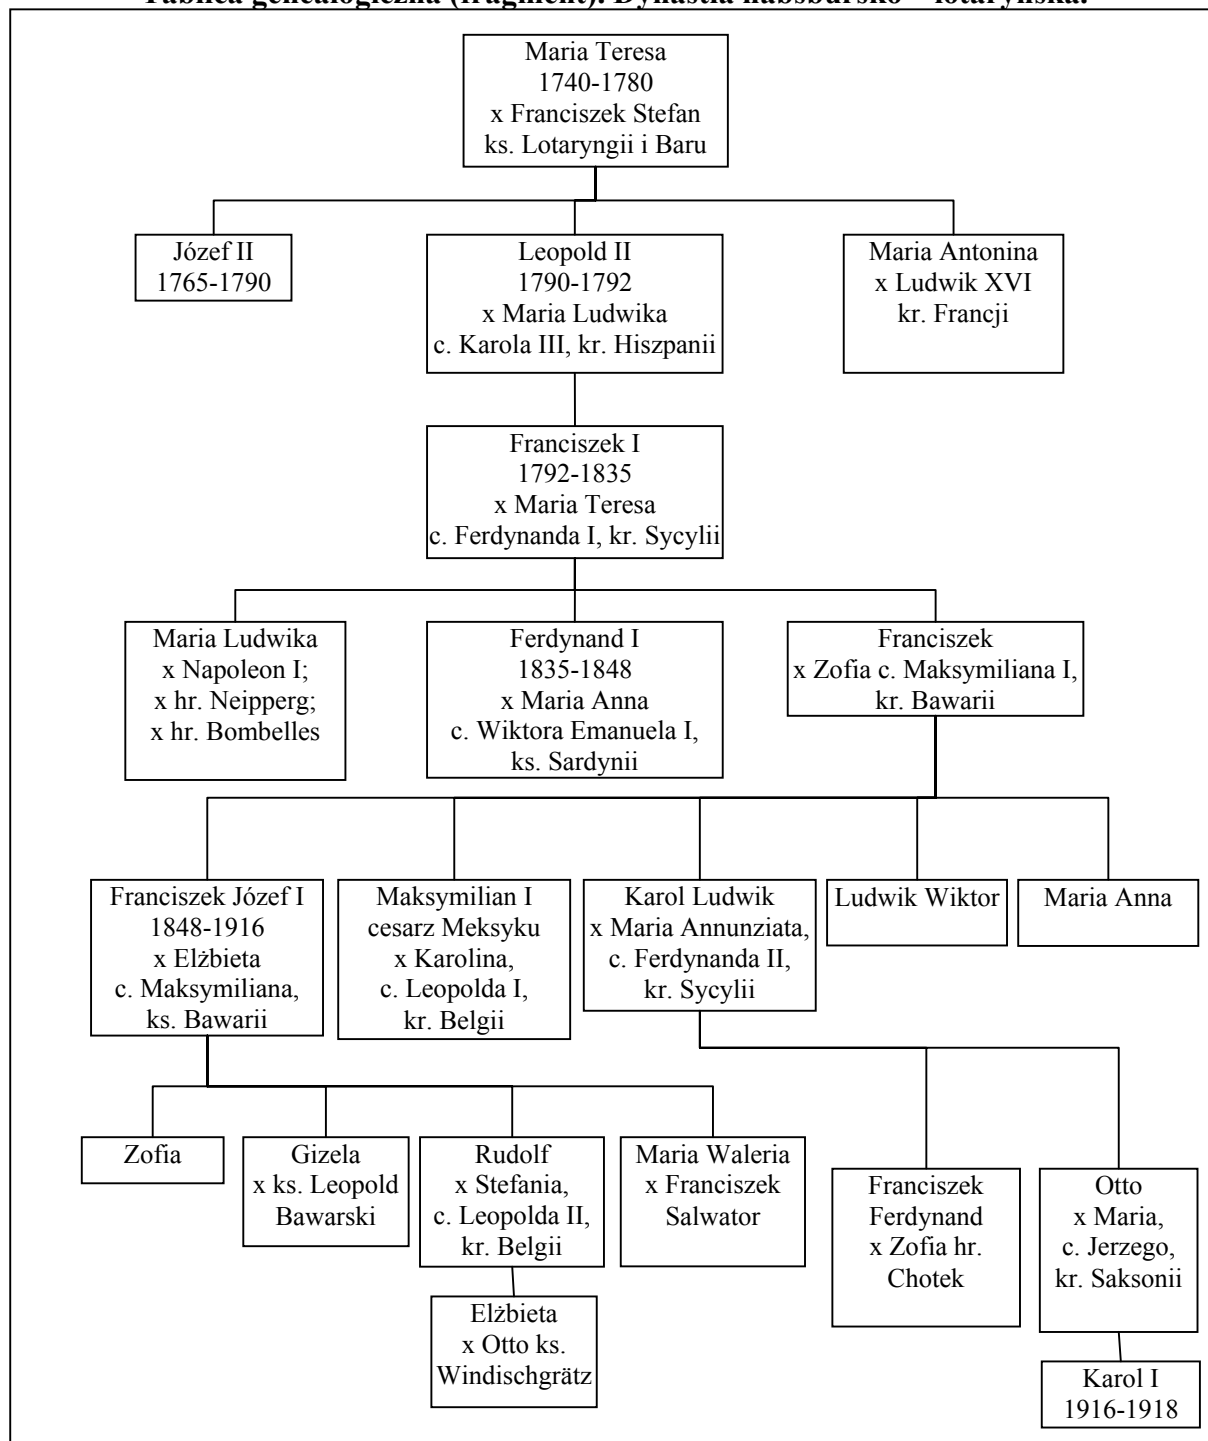 Tablica genealogiczna (fragment). Dynastia habsbursko – lotaryńska.
Maria Teresa
1740-1780
x Franciszek Stefan
ks. Lotaryngii i Baru
Józef II
1765-1790
Leopold II
1790-1792
x Maria Ludwika
c. Karola III, kr. Hiszpanii
Maria Antonina
x Ludwik XVI
kr. Francji
Franciszek I
1792-1835
x Maria Teresa
c. Ferdynanda I, kr. Sycylii
Maria Ludwika
x Napoleon I;
x hr. Neipperg;
x hr. Bombelles
Ferdynand I
1835-1848
x Maria Anna
c. Wiktora Emanuela I,
ks. Sardynii
Franciszek
x Zofia c. Maksymiliana I,
kr. Bawarii
Franciszek Józef I
1848-1916
x Elżbieta
c. Maksymiliana,
ks. Bawarii
Maksymilian I
cesarz Meksyku
x Karolina,
c. Leopolda I,
kr. Belgii
Karol Ludwik
x Maria Annunziata,
c. Ferdynanda II,
kr. Sycylii
Ludwik Wiktor
Maria Anna
Zofia
Gizela
x ks. Leopold
Bawarski
Rudolf
x Stefania,
c. Leopolda II,
kr. Belgii
Maria Waleria
x Franciszek
Salwator
Franciszek
Ferdynand
x Zofia hr.
Chotek
Otto
x Maria,
c. Jerzego,
kr. Saksonii
Elżbieta
x Otto ks.
Windischgrätz
Karol I
1916-1918